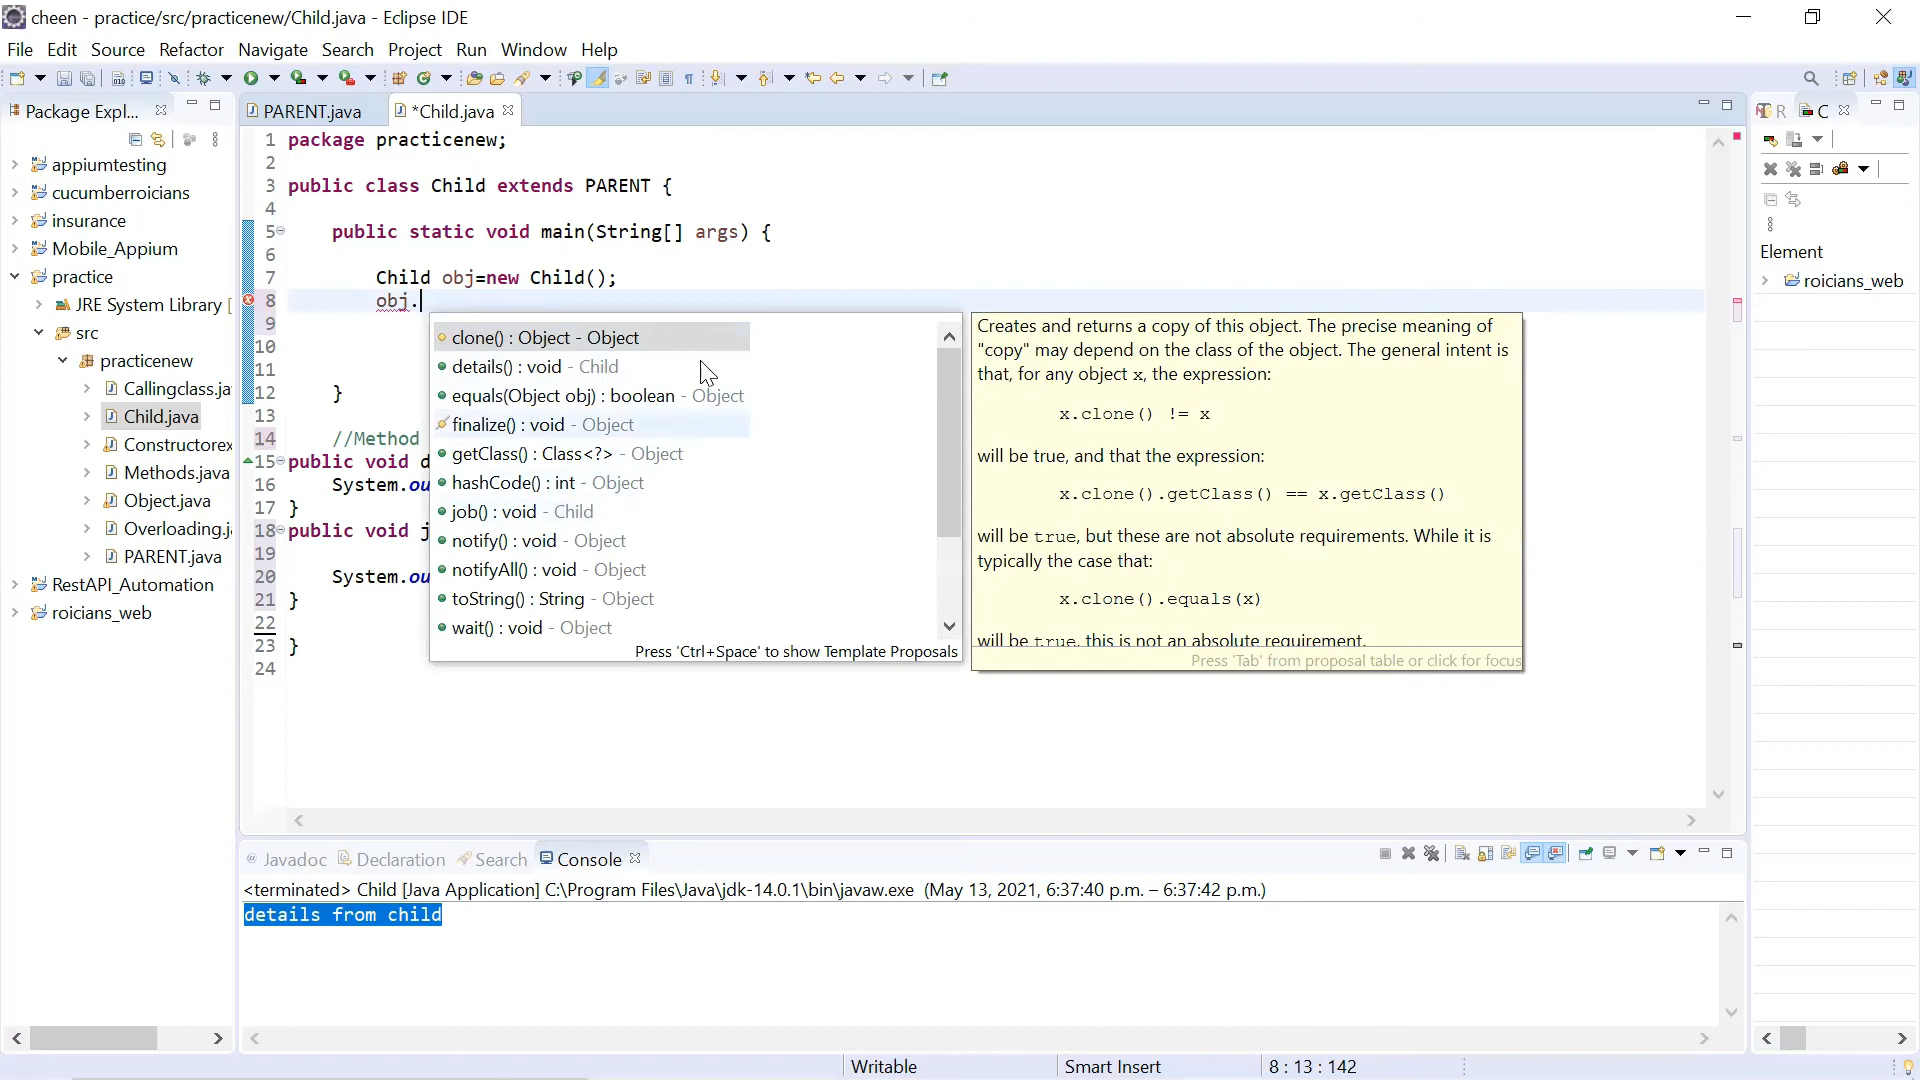 cheen - practice/src/practicenew/Child.java - Eclipse IDE
File Edit Source Refactor Navigate Search Project Run Window Help
Package Expl...
PARENT.java
*Child.java
R
C
appiumtesting
cucumberroicians
insurance
Mobile_Appium
practice
JRE System Library [
src
practicenew
Callingclass.ja
Child.java
Constructorex
Methods.java
Object.java
Overloading.j
PARENT.java
RestAPI_Automation
roicians_web
1 package practicenew;
2
3 public class Child extends PARENT {
4
5 public static void main(String[] args) {
6
7 Child obj=new Child();
8 obj.
9
10
11
12 }
13
14 //Method
15 public void d
16 System.ou
17 }
18 public void j
19
20 System.ou
21 }
22
23 }
24
clone() : Object - Object
details() : void - Child
equals(Object obj) : boolean - Object
finalize() : void - Object
getClass() : Class<?> - Object
hashCode() : int - Object
job() : void - Child
notify() : void - Object
notifyAll() : void - Object
toString() : String - Object
wait() : void - Object
Press 'Ctrl+Space' to show Template Proposals
Creates and returns a copy of this object. The precise meaning of
"copy" may depend on the class of the object. The general intent is
that, for any object x, the expression:
x.clone() != x
will be true, and that the expression:
x.clone().getClass() == x.getClass()
will be true, but these are not absolute requirements. While it is
typically the case that:
x.clone().equals(x)
will be true, this is not an absolute requirement.
Press 'Tab' from proposal table or click for focus
Element
roicians_web
@ Javadoc Declaration Search Console
<terminated> Child [Java Application] C:\Program Files\Java\jdk-14.0.1\bin\javaw.exe (May 13, 2021, 6:37:40 p.m. – 6:37:42 p.m.)
details from child
Writable
Smart Insert
8 : 13 : 142